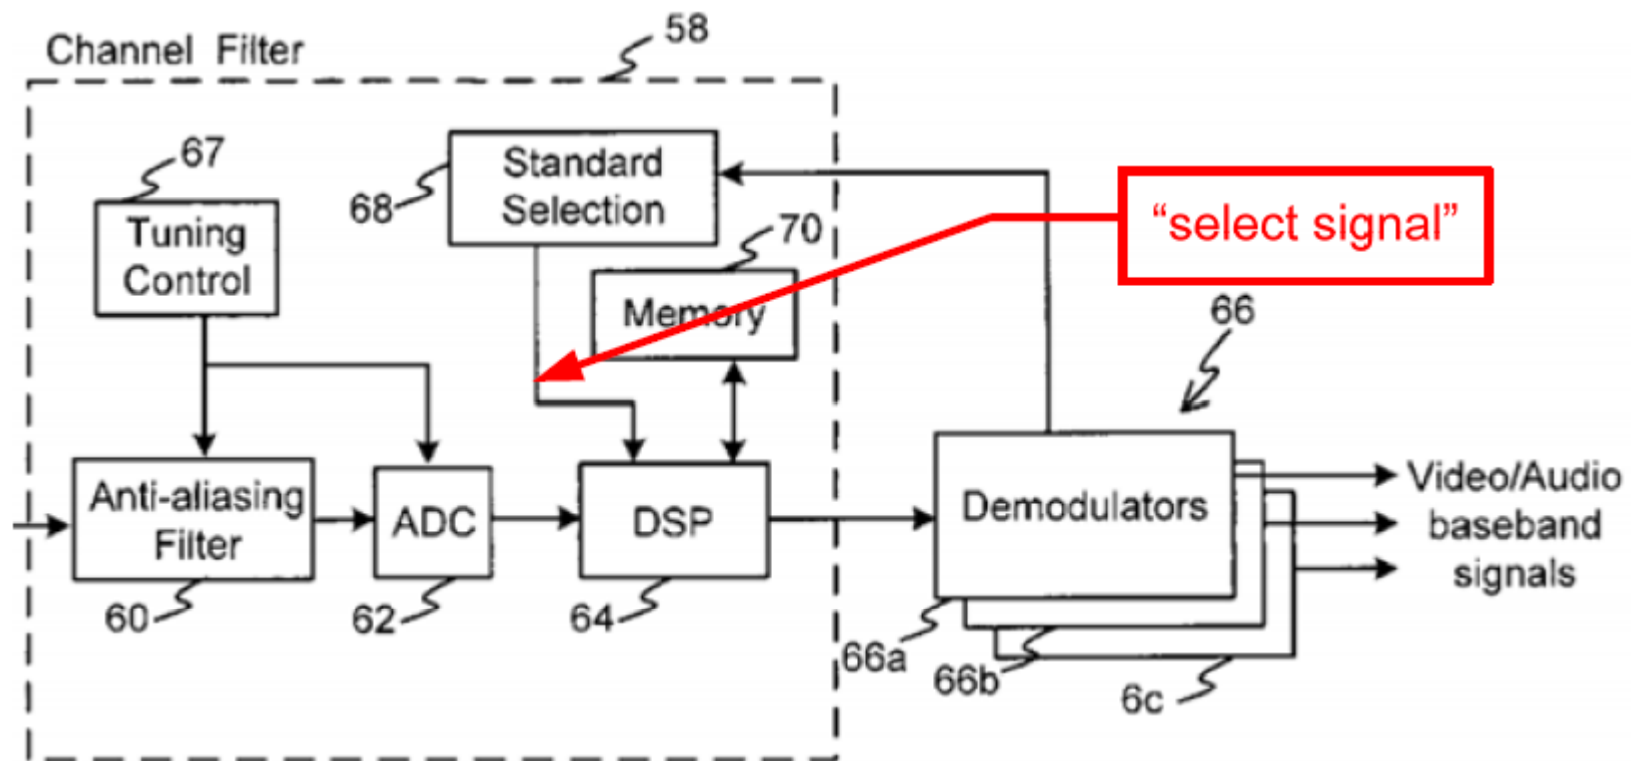 Channel Filter
58
67
Tuning
Control
68
Standard
Selection
70
Memory
“select signal”
66
Anti-aliasing
Filter
60
ADC
62
DSP
64
Demodulators
66a
66b
6c
Video/Audio
baseband
signals